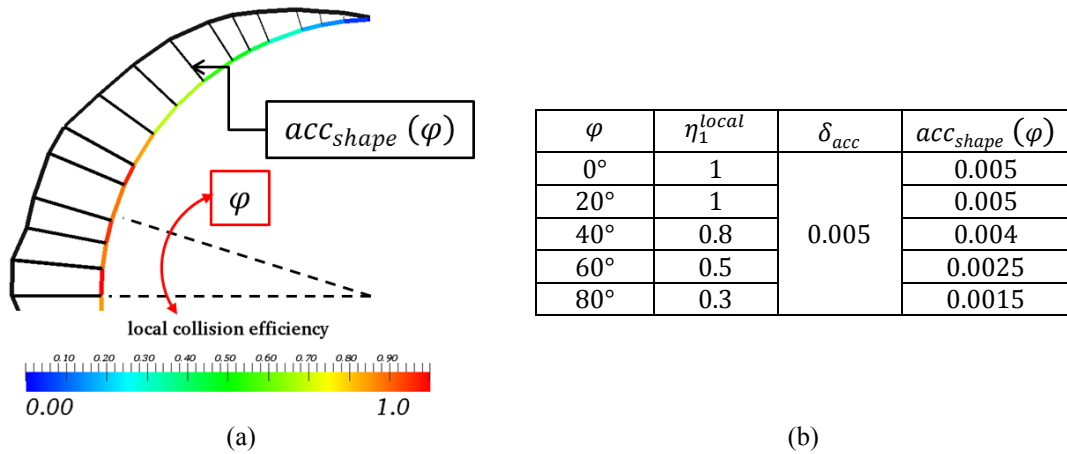 acc_shape (φ)
φ
local collision efficiency
0.10 0.20 0.30 0.40 0.50 0.60 0.70 0.80 0.90
0.00 1.0
(a)
φ η_1^local δ_acc acc_shape (φ)
0° 1 0.005
20° 1 0.005
40° 0.8 0.005 0.004
60° 0.5 0.0025
80° 0.3 0.0015
(b)